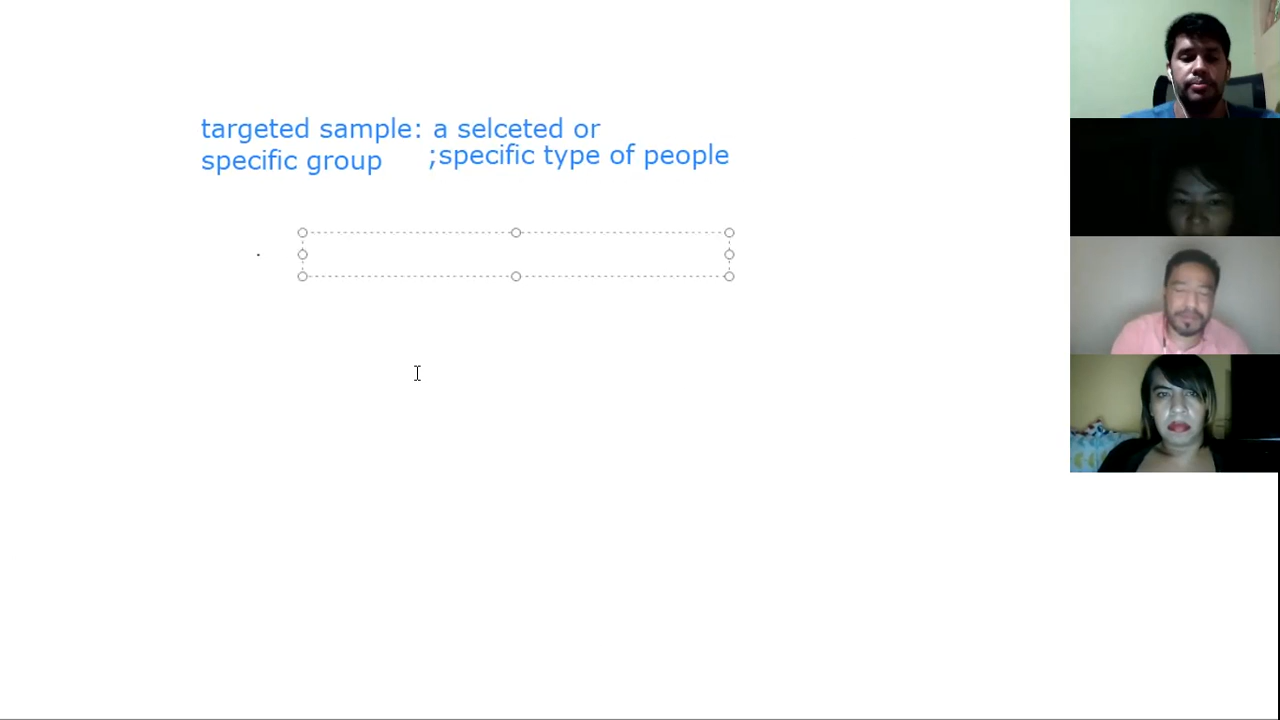 targeted sample: a selceted or
specific group
;specific type of people